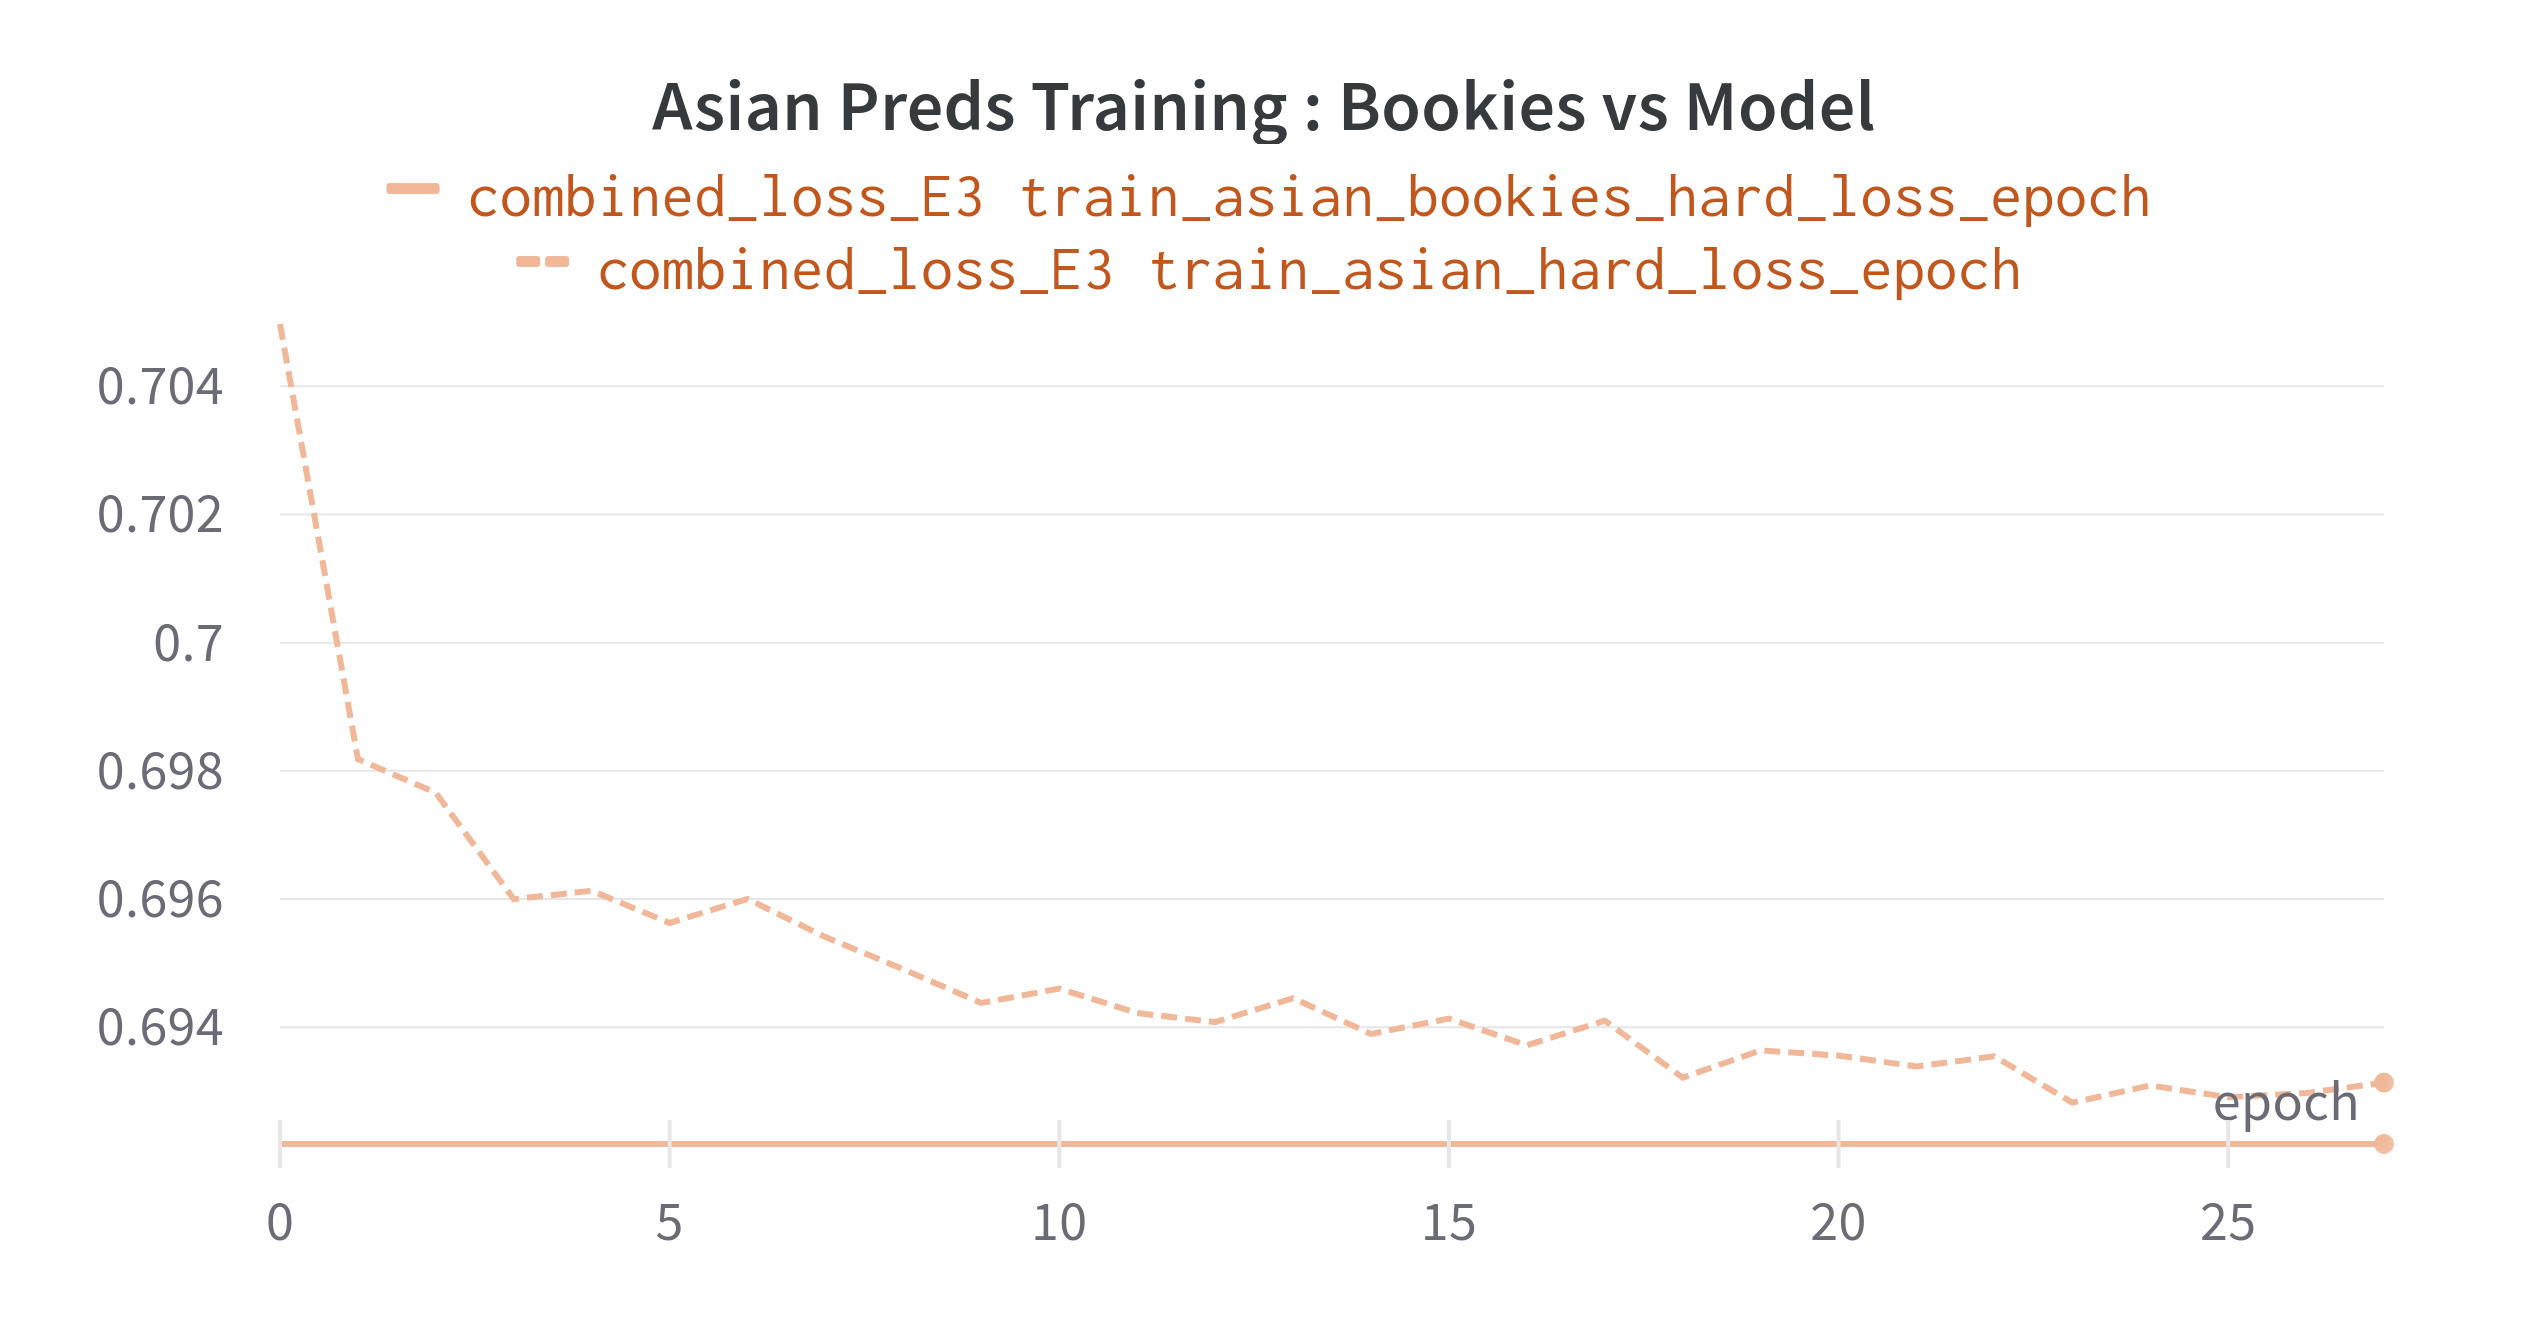 Asian Preds Training : Bookies vs Model
combined_loss_E3 train_asian_bookies_hard_loss_epoch
combined_loss_E3 train_asian_hard_loss_epoch
0.704
0.702
0.7
0.698
0.696
0.694
epoch
0 5 10 15 20 25